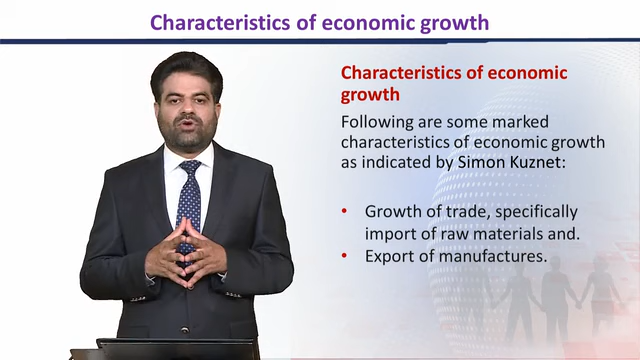 Characteristics of economic growth
Characteristics of economic
growth
Following are some marked
characteristics of economic growth
as indicated by Simon Kuznet:
• Growth of trade, specifically
import of raw materials and.
• Export of manufactures.